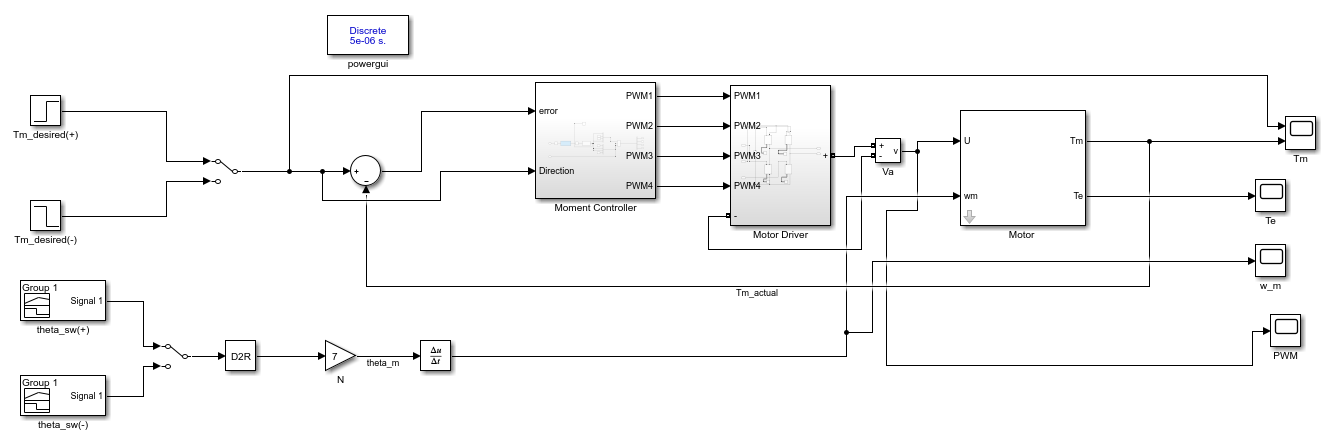 Discrete
5e-06 s.
powergui
Tm_desired(+)
Tm_desired(-)
+
−
error
Direction
PWM1
PWM2
PWM3
PWM4
Moment Controller
PWM1
PWM2
PWM3
PWM4
+
-
Motor Driver
+
-
v
Va
U
wm
Tm
Te
Motor
Tm
Te
w_m
PWM
Tm_actual
Group 1
Signal 1
theta_sw(+)
Group 1
Signal 1
theta_sw(-)
D2R
7
N
theta_m
Δu
Δt